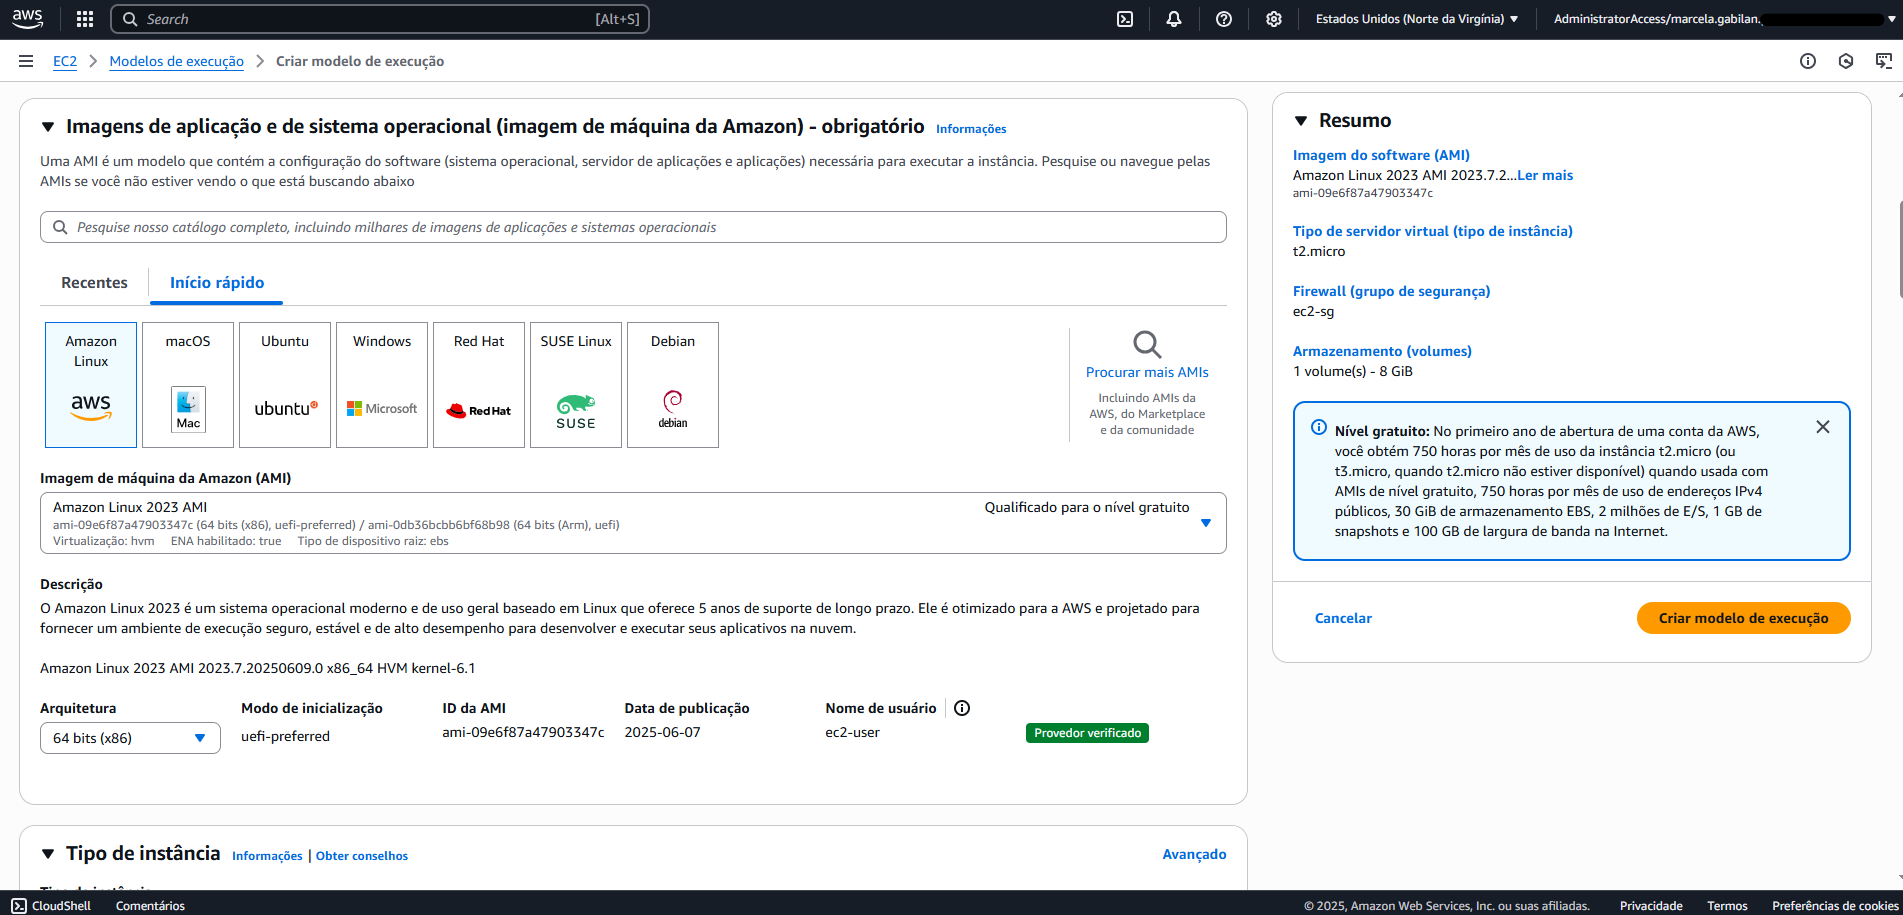 aws
Search
[Alt+S]
Estados Unidos (Norte da Virgínia)
AdministratorAccess/marcela.gabilan.
EC2
Modelos de execução
Criar modelo de execução
Imagens de aplicação e de sistema operacional (imagem de máquina da Amazon) - obrigatório Informações
Uma AMI é um modelo que contém a configuração do software (sistema operacional, servidor de aplicações e aplicações) necessária para executar a instância. Pesquise ou navegue pelas
AMIs se você não estiver vendo o que está buscando abaixo
Pesquise nosso catálogo completo, incluindo milhares de imagens de aplicações e sistemas operacionais
Recentes
Início rápido
Amazon
Linux
aws
macOS
Mac
Ubuntu
ubuntu
Windows
Microsoft
Red Hat
Red Hat
SUSE Linux
SUSE
Debian
debian
Procurar mais AMIs
Incluindo AMIs da
AWS, do Marketplace
e da comunidade
Imagem de máquina da Amazon (AMI)
Amazon Linux 2023 AMI
Qualificado para o nível gratuito
ami-09e6f87a47903347c (64 bits (x86), uefi-preferred) / ami-0db36bcbb6bf68b98 (64 bits (Arm), uefi)
Virtualização: hvm ENA habilitado: true Tipo de dispositivo raiz: ebs
Descrição
O Amazon Linux 2023 é um sistema operacional moderno e de uso geral baseado em Linux que oferece 5 anos de suporte de longo prazo. Ele é otimizado para a AWS e projetado para
fornecer um ambiente de execução seguro, estável e de alto desempenho para desenvolver e executar seus aplicativos na nuvem.
Amazon Linux 2023 AMI 2023.7.20250609.0 x86_64 HVM kernel-6.1
Arquitetura
64 bits (x86)
Modo de inicialização
uefi-preferred
ID da AMI
ami-09e6f87a47903347c
Data de publicação
2025-06-07
Nome de usuário
ec2-user
Provedor verificado
Tipo de instância Informações | Obter conselhos
Avançado
Tipo de instância
Resumo
Imagem do software (AMI)
Amazon Linux 2023 AMI 2023.7.2...Ler mais
ami-09e6f87a47903347c
Tipo de servidor virtual (tipo de instância)
t2.micro
Firewall (grupo de segurança)
ec2-sg
Armazenamento (volumes)
1 volume(s) - 8 GiB
Nível gratuito: No primeiro ano de abertura de uma conta da AWS,
você obtém 750 horas por mês de uso da instância t2.micro (ou
t3.micro, quando t2.micro não estiver disponível) quando usada com
AMIs de nível gratuito, 750 horas por mês de uso de endereços IPv4
públicos, 30 GiB de armazenamento EBS, 2 milhões de E/S, 1 GB de
snapshots e 100 GB de largura de banda na Internet.
Cancelar
Criar modelo de execução
CloudShell
Comentários
© 2025, Amazon Web Services, Inc. ou suas afiliadas.
Privacidade
Termos
Preferências de cookies